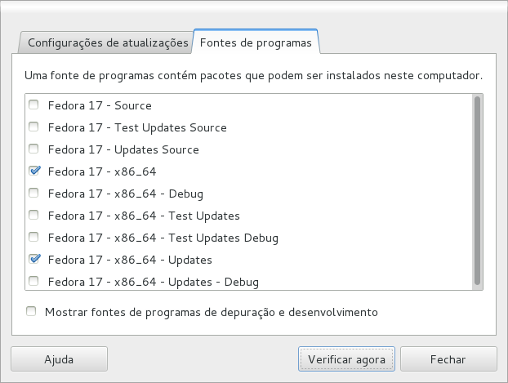 Configurações de atualizações
Fontes de programas
Uma fonte de programas contém pacotes que podem ser instalados neste computador.
Fedora 17 - Source
Fedora 17 - Test Updates Source
Fedora 17 - Updates Source
Fedora 17 - x86_64
Fedora 17 - x86_64 - Debug
Fedora 17 - x86_64 - Test Updates
Fedora 17 - x86_64 - Test Updates Debug
Fedora 17 - x86_64 - Updates
Fedora 17 - x86_64 - Updates - Debug
Mostrar fontes de programas de depuração e desenvolvimento
Ajuda
Verificar agora
Fechar